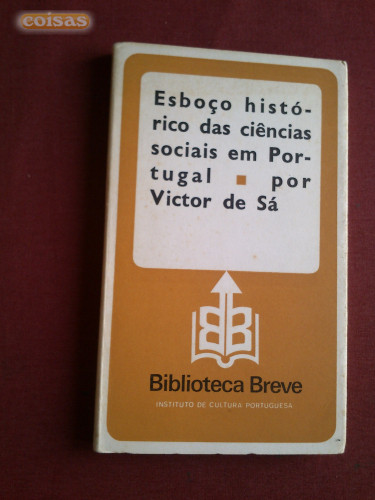 coisas
Esboço histó-
rico das ciências
sociais em Por-
tugal ▪ por
Victor de Sá
BB
Biblioteca Breve
INSTITUTO DE CULTURA PORTUGUESA